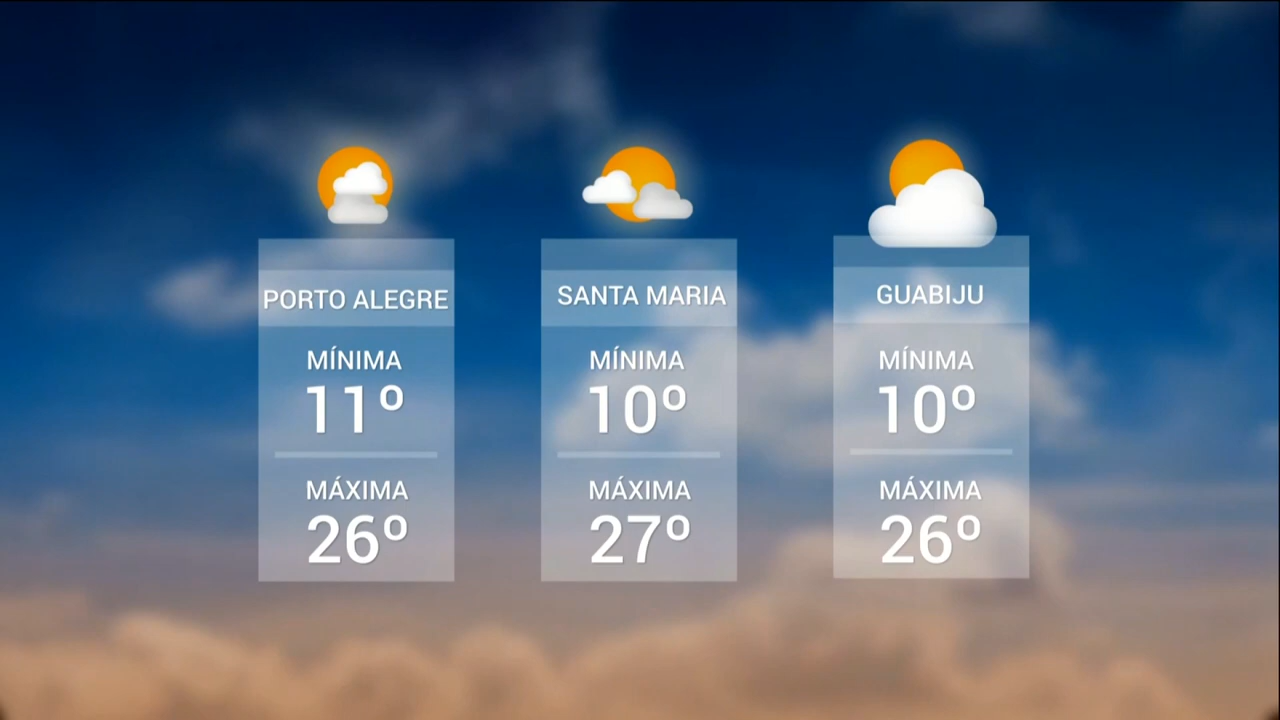 PORTO ALEGRE
MÍNIMA
11º
MÁXIMA
26º
SANTA MARIA
MÍNIMA
10º
MÁXIMA
27º
GUABIJU
MÍNIMA
10º
MÁXIMA
26º